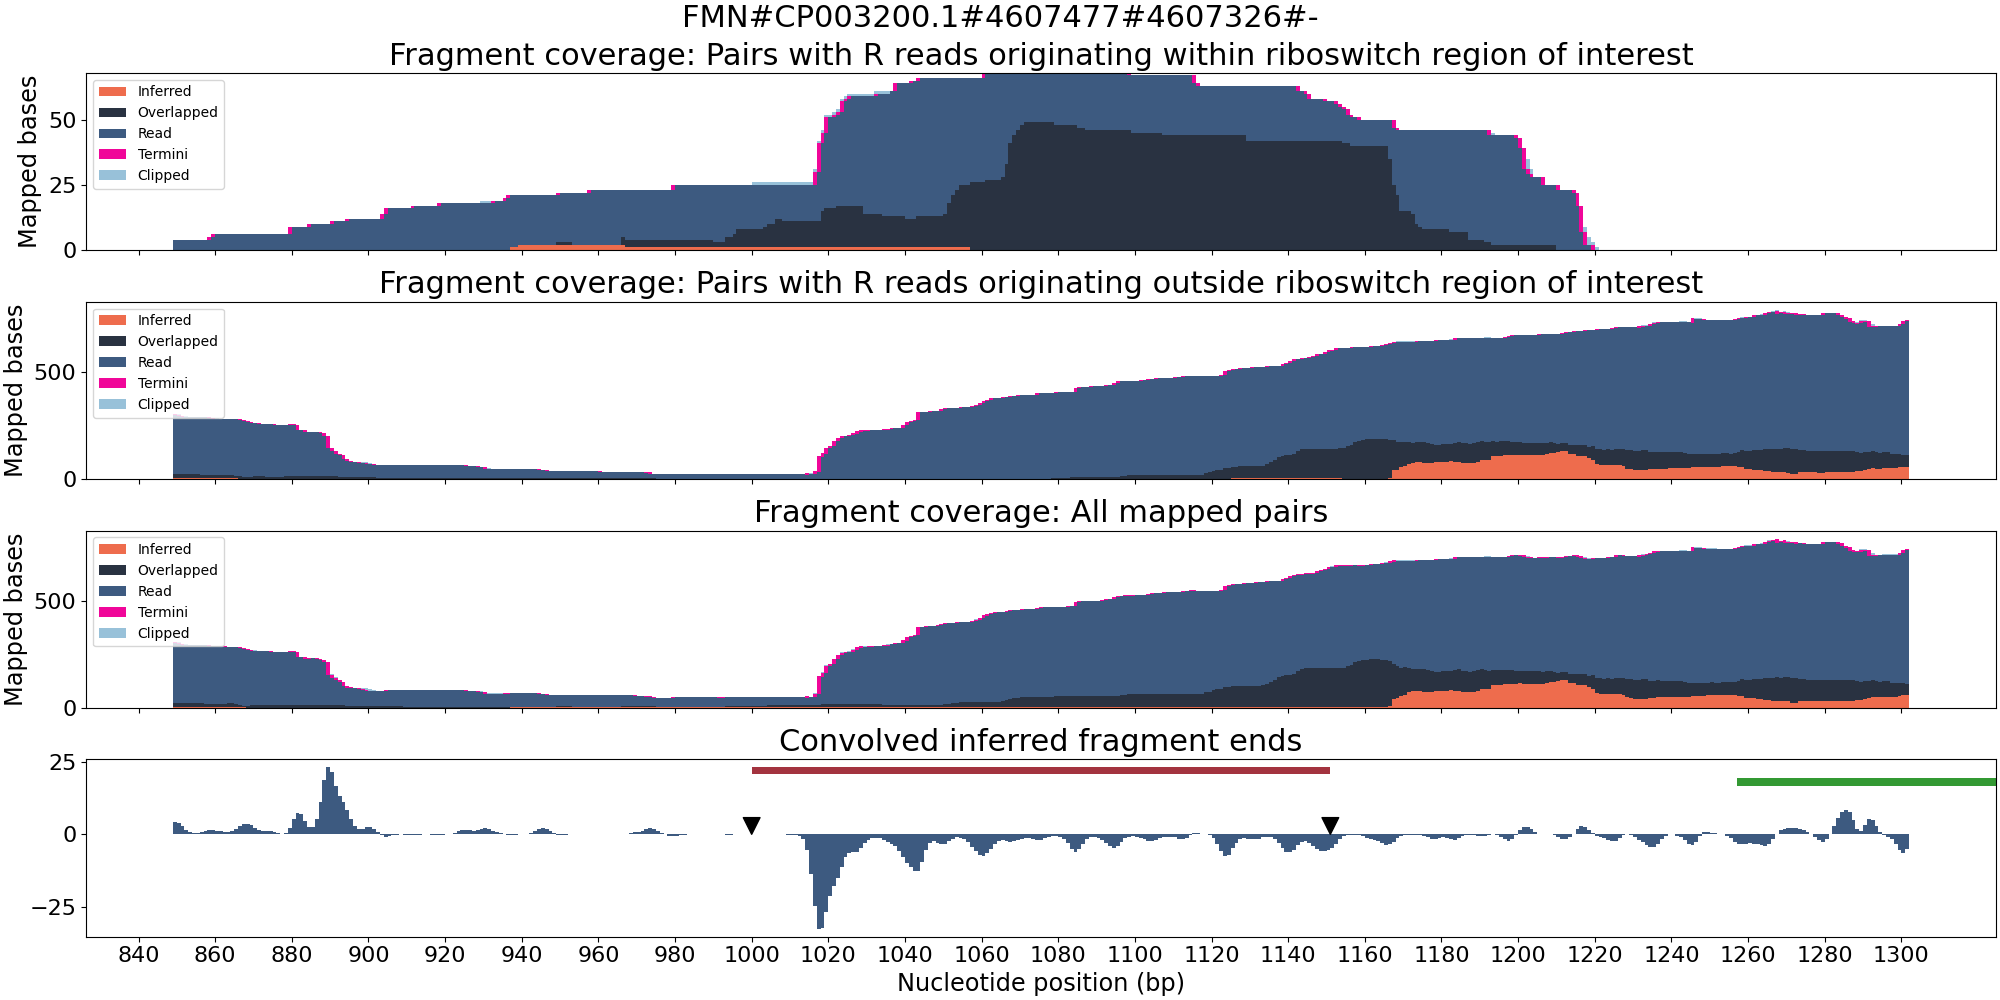 FMN#CP003200.1#4607477#4607326#-
Fragment coverage: Pairs with R reads originating within riboswitch region of interest
Mapped bases
50
25
0
Inferred
Overlapped
Read
Termini
Clipped
Fragment coverage: Pairs with R reads originating outside riboswitch region of interest
Mapped bases
500
0
Inferred
Overlapped
Read
Termini
Clipped
Fragment coverage: All mapped pairs
Mapped bases
500
0
Inferred
Overlapped
Read
Termini
Clipped
Convolved inferred fragment ends
25
0
−25
840 860 880 900 920 940 960 980 1000 1020 1040 1060 1080 1100 1120 1140 1160 1180 1200 1220 1240 1260 1280 1300
Nucleotide position (bp)